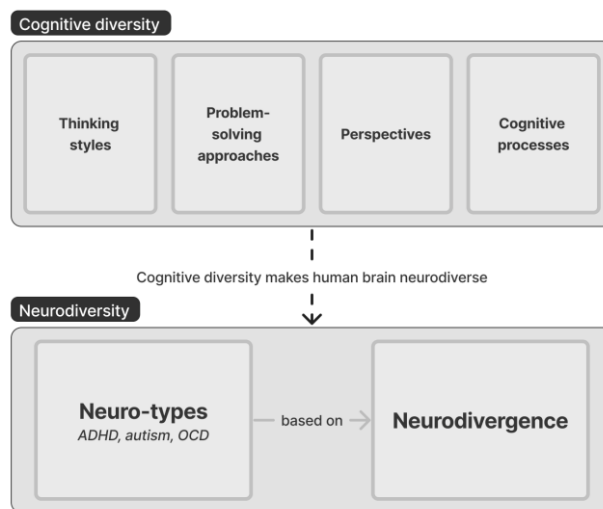 Cognitive diversity
Thinking
styles
Problem-
solving
approaches
Perspectives
Cognitive
processes
Cognitive diversity makes human brain neurodiverse
Neurodiversity
Neuro-types
ADHD, autism, OCD
based on
Neurodivergence